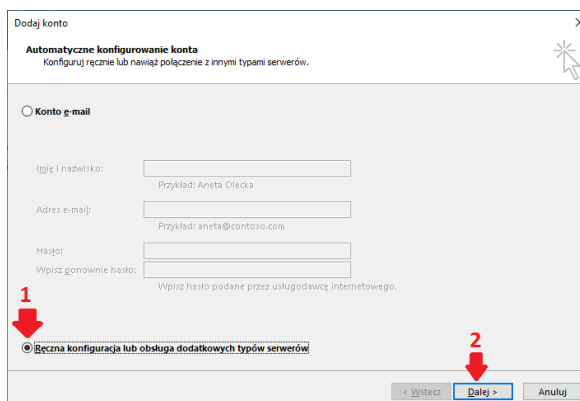 Dodaj konto
Automatyczne konfigurowanie konta
Konfiguruj ręcznie lub nawiąż połączenie z innymi typami serwerów.
Konto e-mail
Imię i nazwisko:
Przykład: Aneta Olecka
Adres e-mail:
Przykład: aneta@contoso.com
Hasło:
Wpisz ponownie hasło:
Wpisz hasło podane przez usługodawcę internetowego.
1
Ręczna konfiguracja lub obsługa dodatkowych typów serwerów
2
< Wstecz Dalej > Anuluj